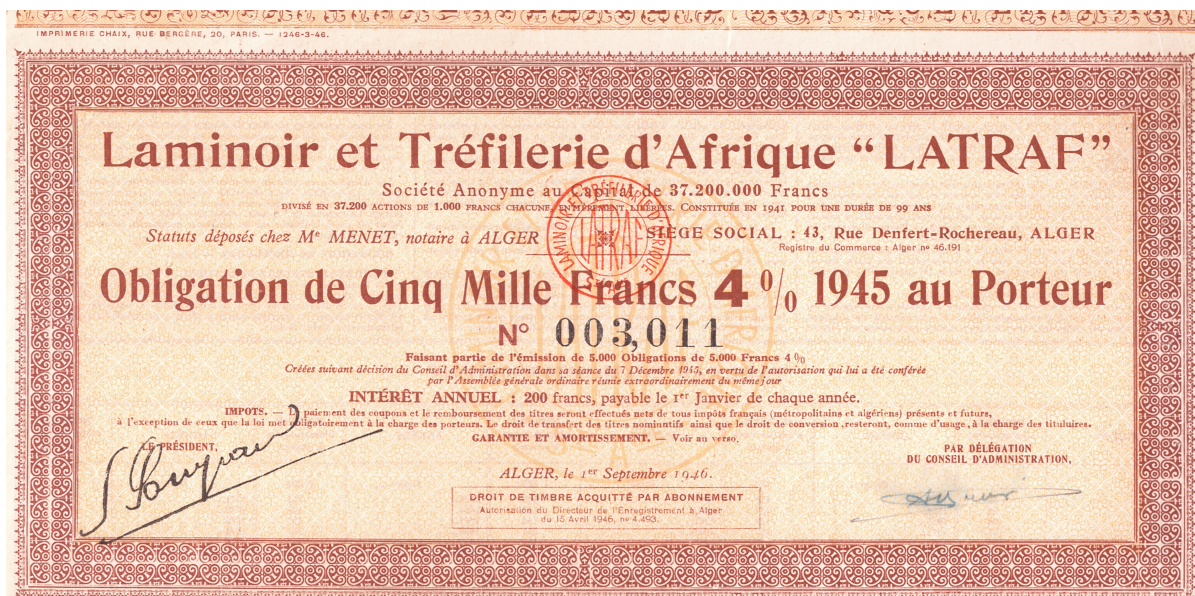 IMPRIMERIE CHAIX, RUE BERGÈRE, 20, PARIS. — 1246-3-46.
Laminoir et Tréfilerie d'Afrique “LATRAF”
Société Anonyme au Capital de 37.200.000 Francs
DIVISÉ EN 37.200 ACTIONS DE 1.000 FRANCS CHACUNE, ENTIÈREMENT LIBÉRÉES. CONSTITUÉE EN 1941 POUR UNE DURÉE DE 99 ANS
Statuts déposés chez Me MENET, notaire à ALGER
SIÈGE SOCIAL : 43, Rue Denfert-Rochereau, ALGER
Registre du Commerce : Alger no 46.191
LAMINOIR ET TRÉFILERIE D'AFRIQUE
Obligation de Cinq Mille Francs 4 % 1945 au Porteur
No 003,011
Faisant partie de l'émission de 5.000 Obligations de 5.000 Francs 4 %
Créées suivant décision du Conseil d'Administration dans sa séance du 7 Décembre 1945, en vertu de l'autorisation qui lui a été conférée
par l'Assemblée générale ordinaire réunie extraordinairement du même jour
INTÉRÊT ANNUEL : 200 francs, payable le 1er Janvier de chaque année.
IMPOTS. — Le paiement des coupons et le remboursement des titres seront effectués nets de tous impôts français (métropolitains et algériens) présents et futurs,
à l'exception de ceux que la loi met obligatoirement à la charge des porteurs. Le droit de transfert des titres nominatifs ainsi que le droit de conversion, resteront, comme d'usage, à la charge des titulaires.
GARANTIE ET AMORTISSEMENT. — Voir au verso.
LE PRÉSIDENT,
PAR DÉLÉGATION
DU CONSEIL D'ADMINISTRATION,
ALGER, le 1er Septembre 1946.
DROIT DE TIMBRE ACQUITTÉ PAR ABONNEMENT
Autorisation du Directeur de l'Enregistrement à Alger
du 15 Avril 1946, no 4.493.